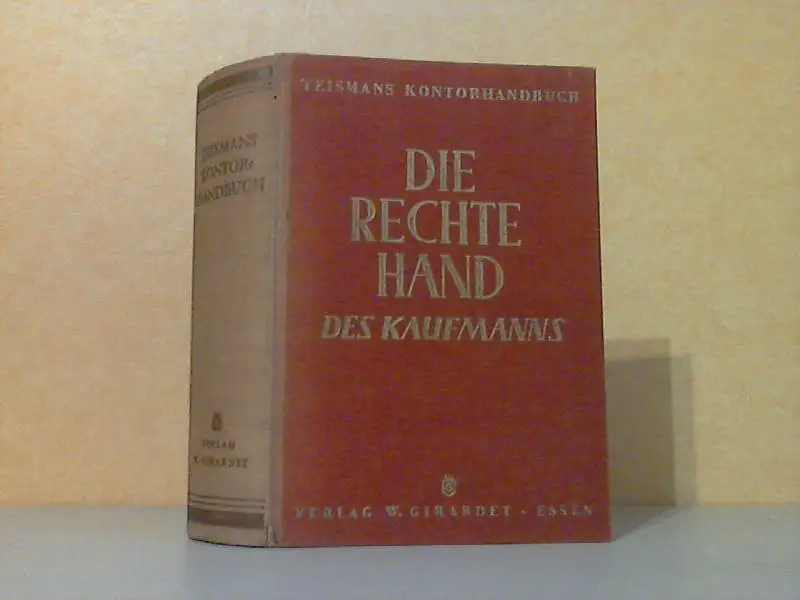 TEISMANS
KONTOR-
HANDBUCH
VERLAG
W. GIRARDET
TEISMANS KONTORHANDBUCH
DIE
RECHTE
HAND
DES KAUFMANNS
VERLAG W. GIRARDET - ESSEN